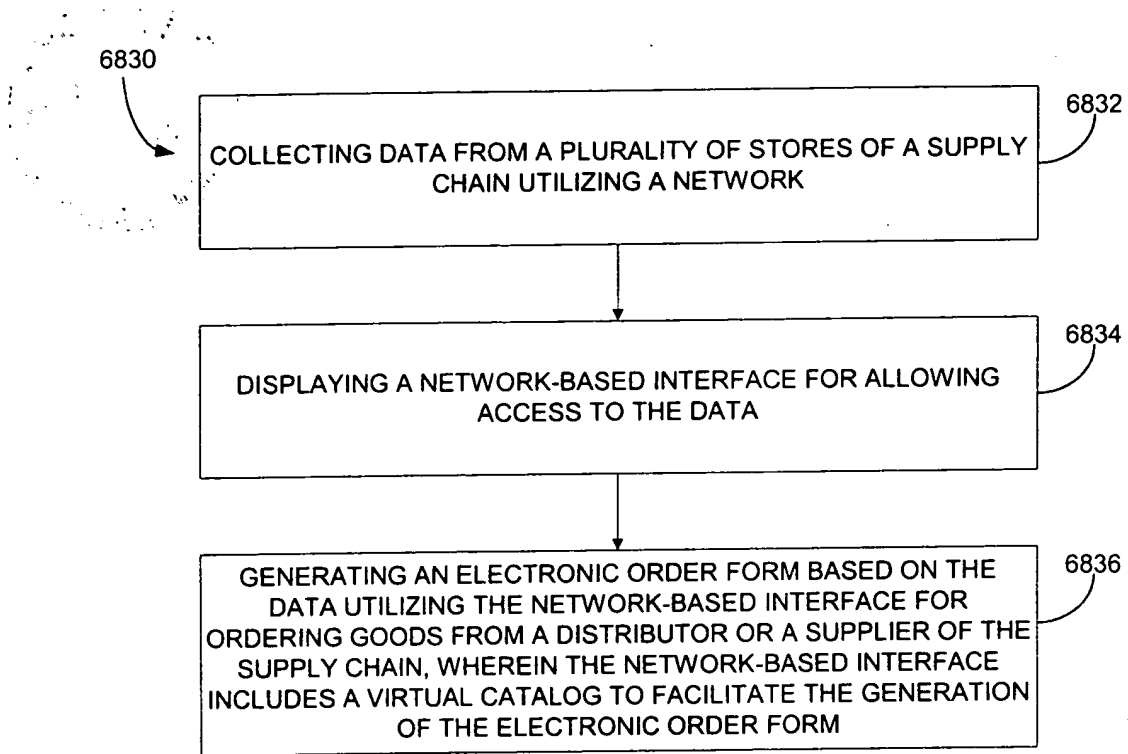 6830
6832
COLLECTING DATA FROM A PLURALITY OF STORES OF A SUPPLY
CHAIN UTILIZING A NETWORK
6834
DISPLAYING A NETWORK-BASED INTERFACE FOR ALLOWING
ACCESS TO THE DATA
6836
GENERATING AN ELECTRONIC ORDER FORM BASED ON THE
DATA UTILIZING THE NETWORK-BASED INTERFACE FOR
ORDERING GOODS FROM A DISTRIBUTOR OR A SUPPLIER OF THE
SUPPLY CHAIN, WHEREIN THE NETWORK-BASED INTERFACE
INCLUDES A VIRTUAL CATALOG TO FACILITATE THE GENERATION
OF THE ELECTRONIC ORDER FORM